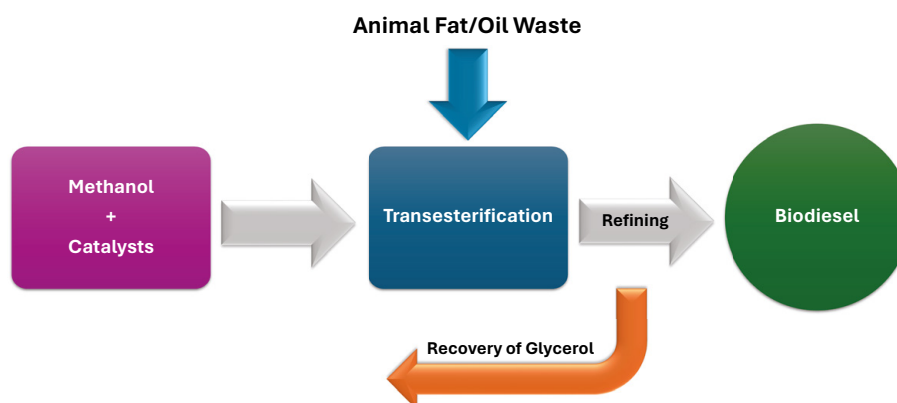 Animal Fat/Oil Waste
Methanol
+
Catalysts
Transesterification
Refining
Biodiesel
Recovery of Glycerol